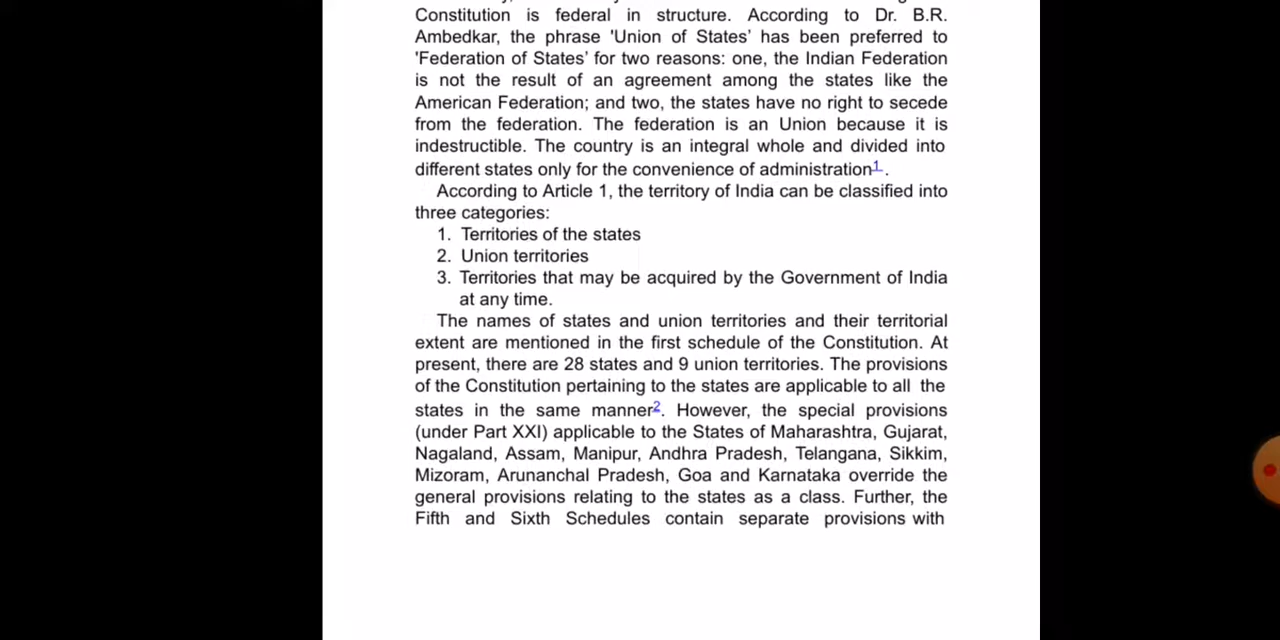 Constitution is federal in structure. According to Dr. B.R.
Ambedkar, the phrase 'Union of States' has been preferred to
'Federation of States' for two reasons: one, the Indian Federation
is not the result of an agreement among the states like the
American Federation; and two, the states have no right to secede
from the federation. The federation is an Union because it is
indestructible. The country is an integral whole and divided into
different states only for the convenience of administration1.
According to Article 1, the territory of India can be classified into
three categories:
1. Territories of the states
2. Union territories
3. Territories that may be acquired by the Government of India
at any time.
The names of states and union territories and their territorial
extent are mentioned in the first schedule of the Constitution. At
present, there are 28 states and 9 union territories. The provisions
of the Constitution pertaining to the states are applicable to all the
states in the same manner2. However, the special provisions
(under Part XXI) applicable to the States of Maharashtra, Gujarat,
Nagaland, Assam, Manipur, Andhra Pradesh, Telangana, Sikkim,
Mizoram, Arunanchal Pradesh, Goa and Karnataka override the
general provisions relating to the states as a class. Further, the
Fifth and Sixth Schedules contain separate provisions with